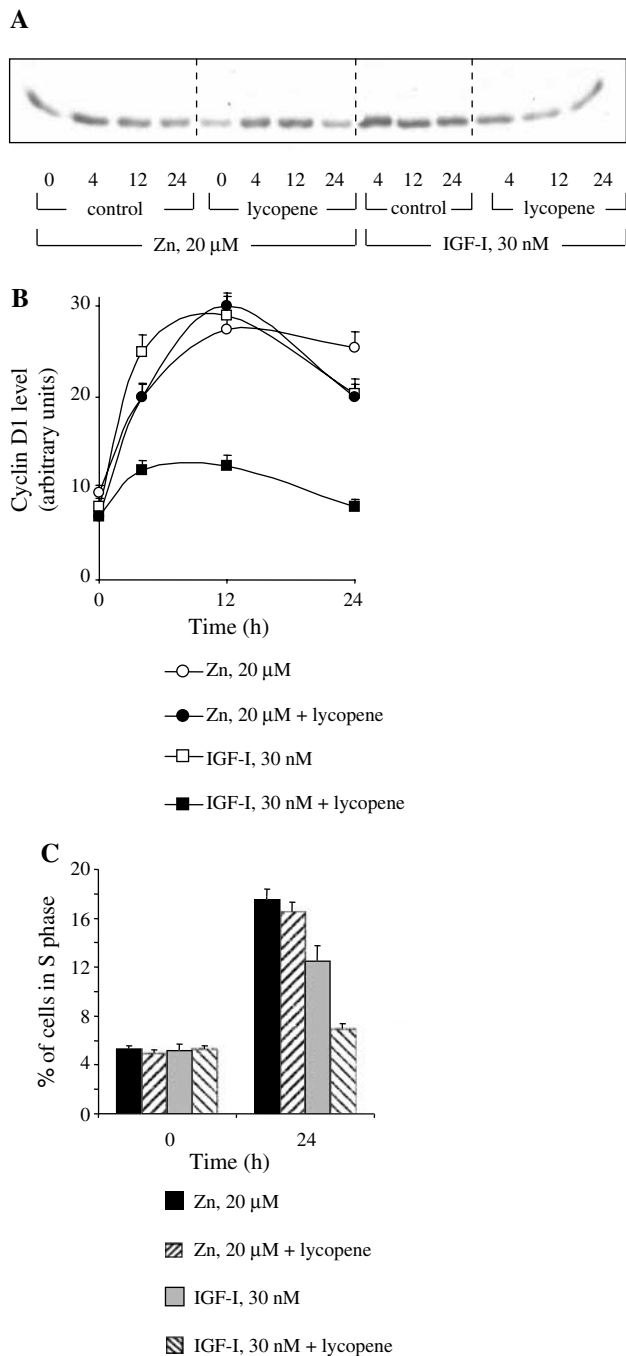 A
0 4 12 24 0 4 12 24 4 12 24 4 12 24
control lycopene control lycopene
Zn, 20 μM IGF-I, 30 nM
B
30
20
10
0
Cyclin D1 level
(arbitrary units)
0 12 24
Time (h)
Zn, 20 μM
Zn, 20 μM + lycopene
IGF-I, 30 nM
IGF-I, 30 nM + lycopene
C
20
16
12
8
4
0
% of cells in S phase
0 24
Time (h)
Zn, 20 μM
Zn, 20 μM + lycopene
IGF-I, 30 nM
IGF-I, 30 nM + lycopene